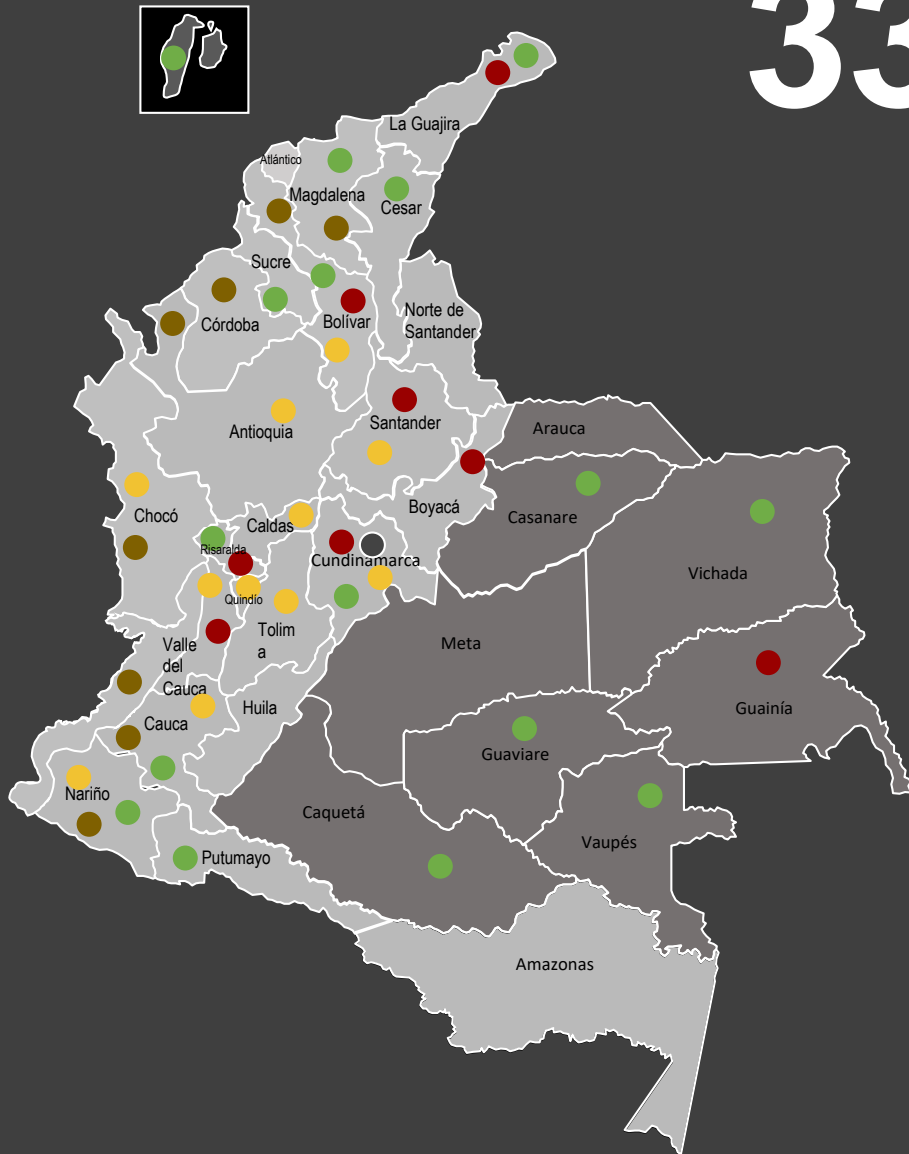 33
La Guajira
Atlántico
Magdalena
Cesar
Sucre
Córdoba
Bolívar
Norte de
Santander
Antioquia
Santander
Arauca
Boyacá
Casanare
Chocó
Caldas
Risaralda
Cundinamarca
Quindío
Vichada
Valle
del
Cauca
Tolim
a
Meta
Huila
Cauca
Guainía
Guaviare
Nariño
Caquetá
Vaupés
Putumayo
Amazonas